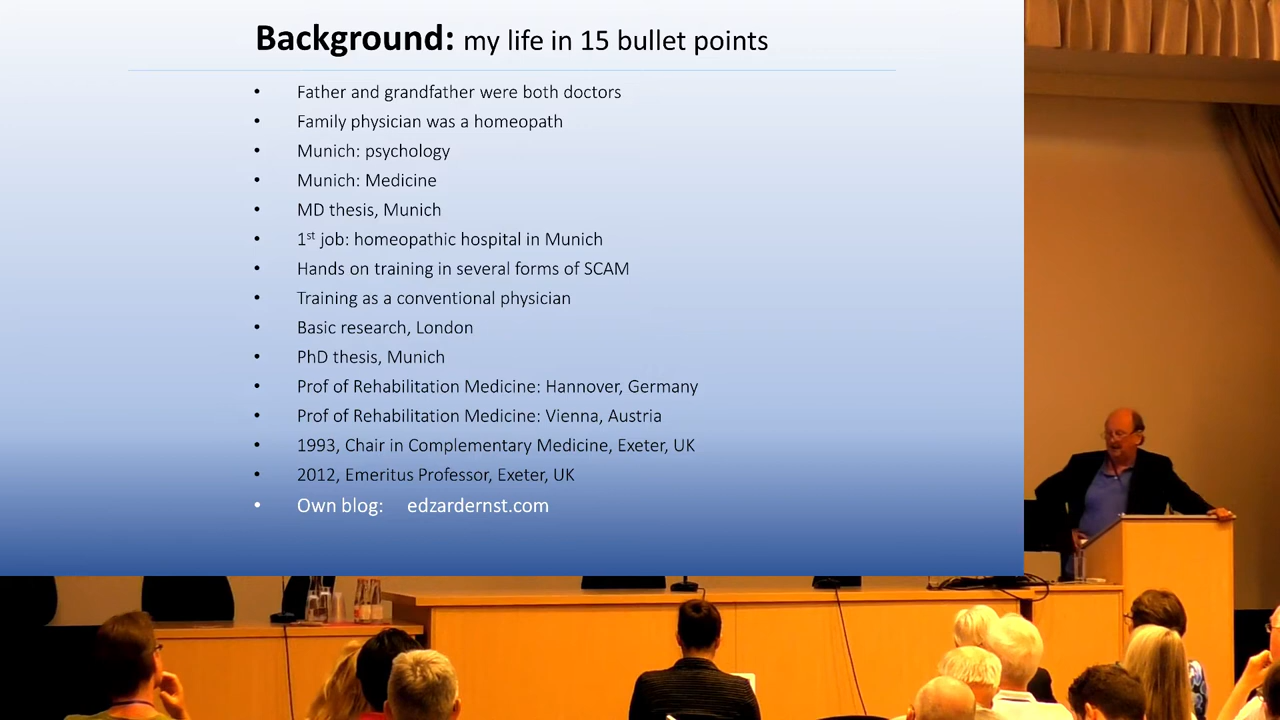 Background: my life in 15 bullet points
• Father and grandfather were both doctors
• Family physician was a homeopath
• Munich: psychology
• Munich: Medicine
• MD thesis, Munich
• 1st job: homeopathic hospital in Munich
• Hands on training in several forms of SCAM
• Training as a conventional physician
• Basic research, London
• PhD thesis, Munich
• Prof of Rehabilitation Medicine: Hannover, Germany
• Prof of Rehabilitation Medicine: Vienna, Austria
• 1993, Chair in Complementary Medicine, Exeter, UK
• 2012, Emeritus Professor, Exeter, UK
• Own blog: edzardernst.com